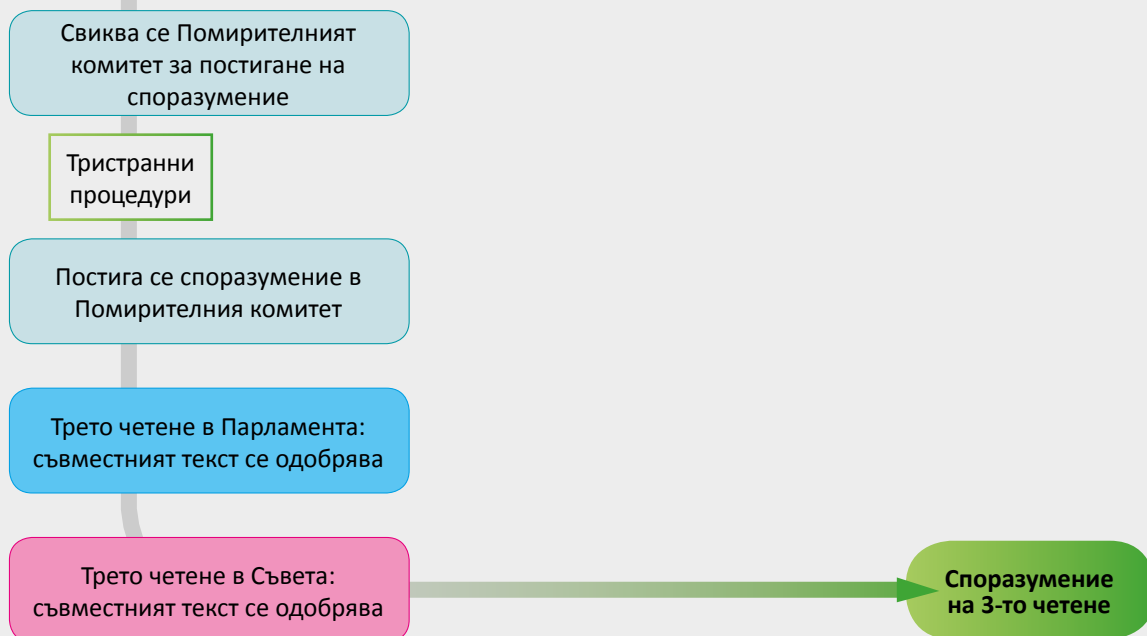 Свиква се Помирителният
комитет за постигане на
споразумение
Тристранни
процедури
Постига се споразумение в
Помирителния комитет
Трето четене в Парламента:
съвместният текст се одобрява
Трето четене в Съвета:
съвместният текст се одобрява
Споразумение
на 3-то четене